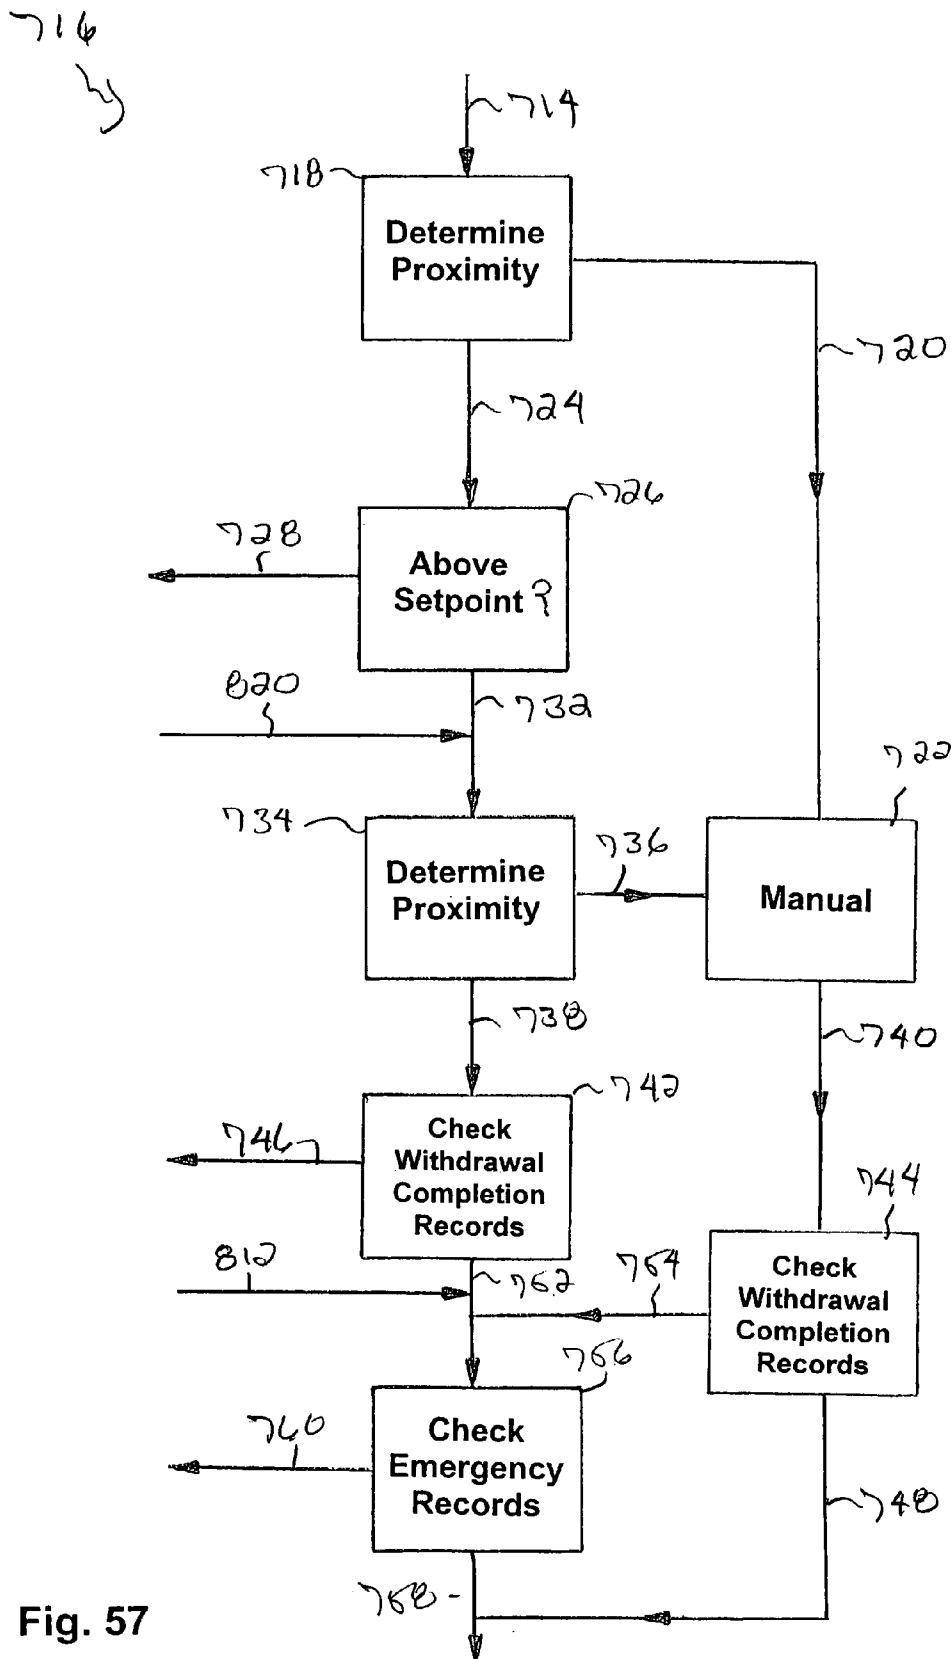 716
714
718
Determine
Proximity
720
724
726
728
Above
Setpoint ?
820
732
722
734
736
Determine
Proximity
Manual
738
740
742
746
Check
Withdrawal
Completion
Records
744
812
762
764
Check
Withdrawal
Completion
Records
766
760
Check
Emergency
Records
748
768
Fig. 57